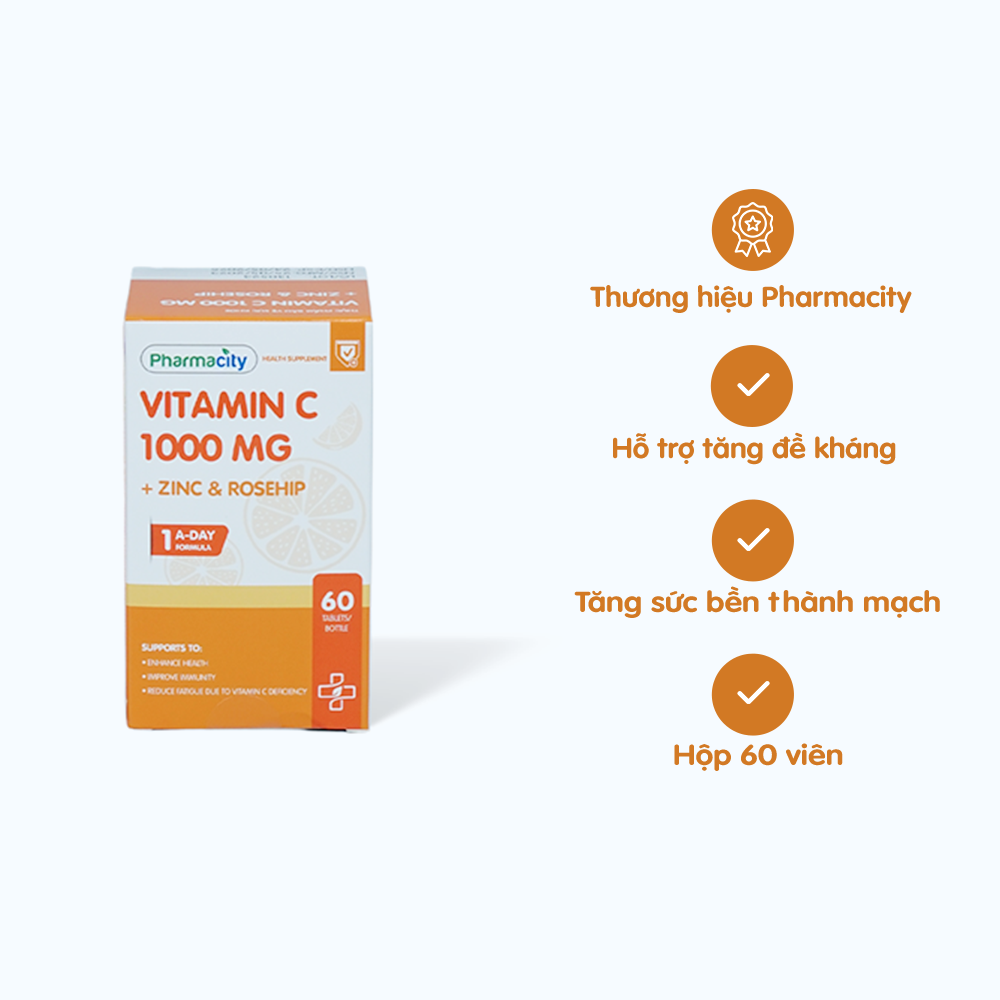 VITAMIN C 1000 MG
+ ZINC & ROSEHIP
Pharmacity
HEALTH SUPPLEMENT
VITAMIN C
1000 MG
+ ZINC & ROSEHIP
1 A-DAY
FORMULA
60
TABLETS/
BOTTLE
SUPPORTS TO:
• ENHANCE HEALTH
• IMPROVE IMMUNITY
• REDUCE FATIGUE DUE TO VITAMIN C DEFICIENCY
Thương hiệu Pharmacity
Hỗ trợ tăng đề kháng
Tăng sức bền thành mạch
Hộp 60 viên